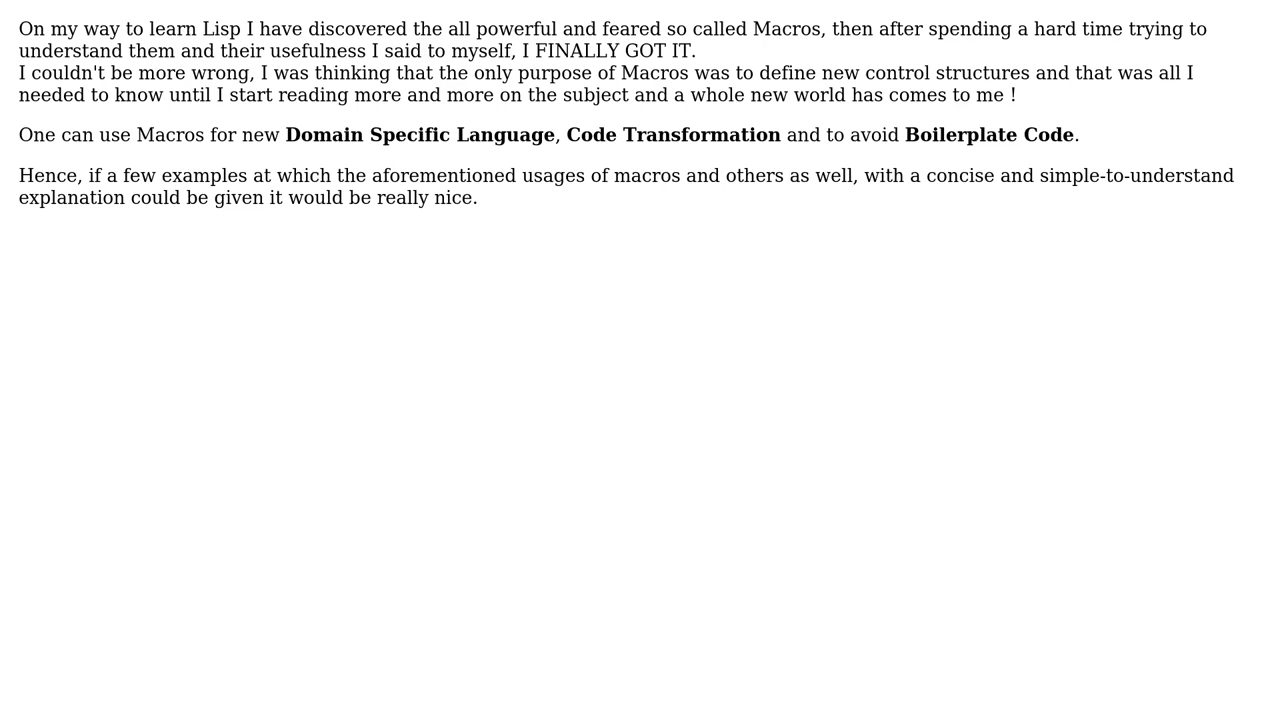 On my way to learn Lisp I have discovered the all powerful and feared so called Macros, then after spending a hard time trying to
understand them and their usefulness I said to myself, I FINALLY GOT IT.
I couldn't be more wrong, I was thinking that the only purpose of Macros was to define new control structures and that was all I
needed to know until I start reading more and more on the subject and a whole new world has comes to me !
One can use Macros for new Domain Specific Language, Code Transformation and to avoid Boilerplate Code.
Hence, if a few examples at which the aforementioned usages of macros and others as well, with a concise and simple-to-understand
explanation could be given it would be really nice.